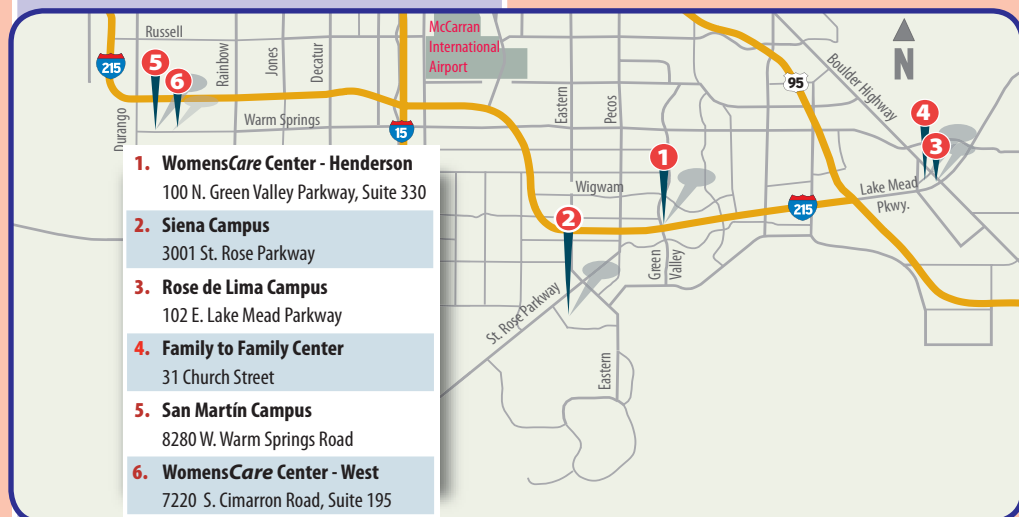 McCarran
International
Airport
Russell
215
5
6
Rainbow
Jones
Decatur
Durango
Warm Springs
15
Eastern
Pecos
95
Boulder Highway
N
4
3
1
Wigwam
2
215
Lake Mead
Pkwy.
Green
Valley
St. Rose Parkway
Eastern
1. WomensCare Center - Henderson
100 N. Green Valley Parkway, Suite 330
2. Siena Campus
3001 St. Rose Parkway
3. Rose de Lima Campus
102 E. Lake Mead Parkway
4. Family to Family Center
31 Church Street
5. San Martín Campus
8280 W. Warm Springs Road
6. WomensCare Center - West
7220 S. Cimarron Road, Suite 195